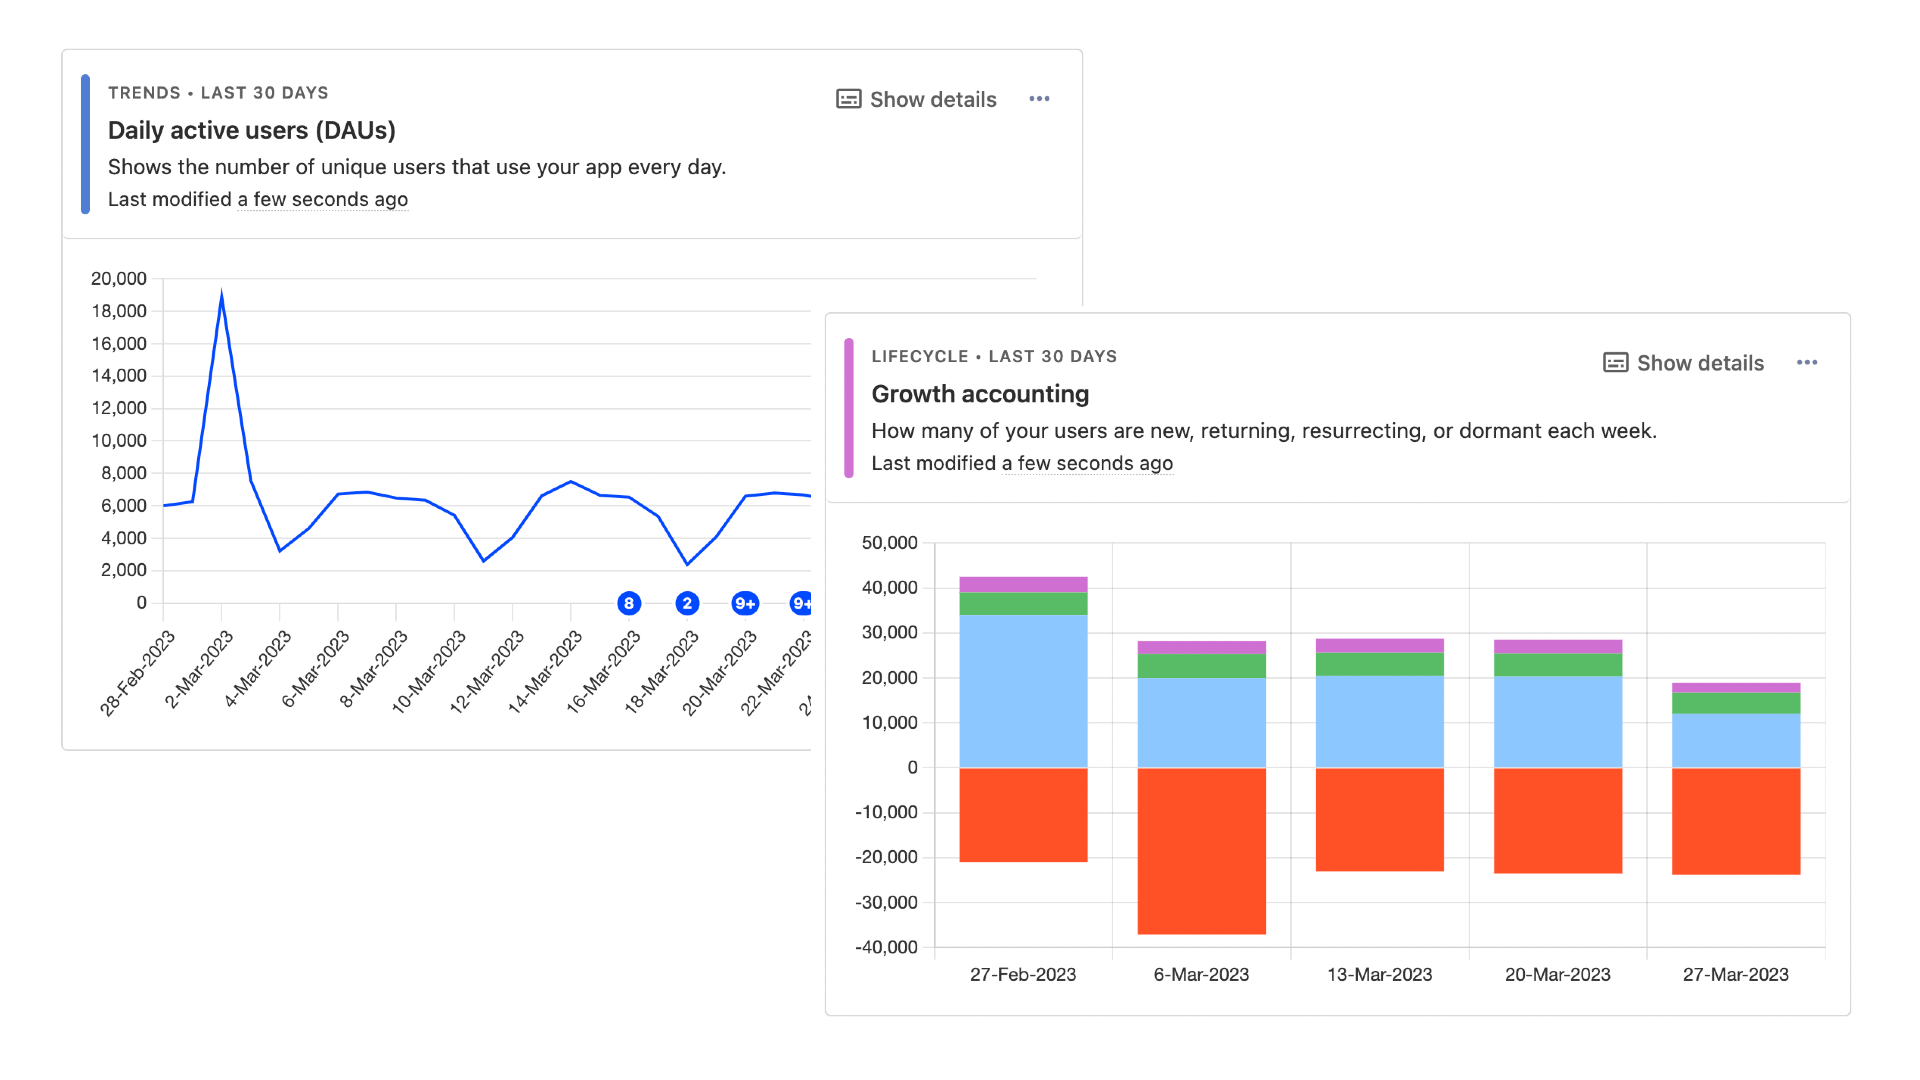 TRENDS • LAST 30 DAYS
Show details
Daily active users (DAUs)
Shows the number of unique users that use your app every day.
Last modified a few seconds ago
20,000
18,000
16,000
14,000
12,000
10,000
8,000
6,000
4,000
2,000
0
8
2
9+
9+
28-Feb-2023
2-Mar-2023
4-Mar-2023
6-Mar-2023
8-Mar-2023
10-Mar-2023
12-Mar-2023
14-Mar-2023
16-Mar-2023
18-Mar-2023
20-Mar-2023
22-Mar-2023
LIFECYCLE • LAST 30 DAYS
Show details
Growth accounting
How many of your users are new, returning, resurrecting, or dormant each week.
Last modified a few seconds ago
50,000
40,000
30,000
20,000
10,000
0
-10,000
-20,000
-30,000
-40,000
27-Feb-2023
6-Mar-2023
13-Mar-2023
20-Mar-2023
27-Mar-2023